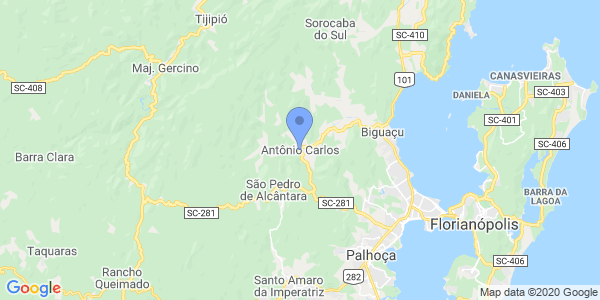 Tijipió
Sorocaba
do Sul
SC-410
Maj. Gercino
101
CANASVIEIRAS
SC-408
DANIELA
SC-403
SC-401
Biguaçu
Antônio Carlos
SC-406
Barra Clara
São Pedro
de Alcântara
BARRA DA
LAGOA
SC-281
SC-281
Florianópolis
Taquaras
Palhoça
SC-406
Rancho
Queimado
282
Santo Amaro
da Imperatriz
Google
Map data ©2020 Google